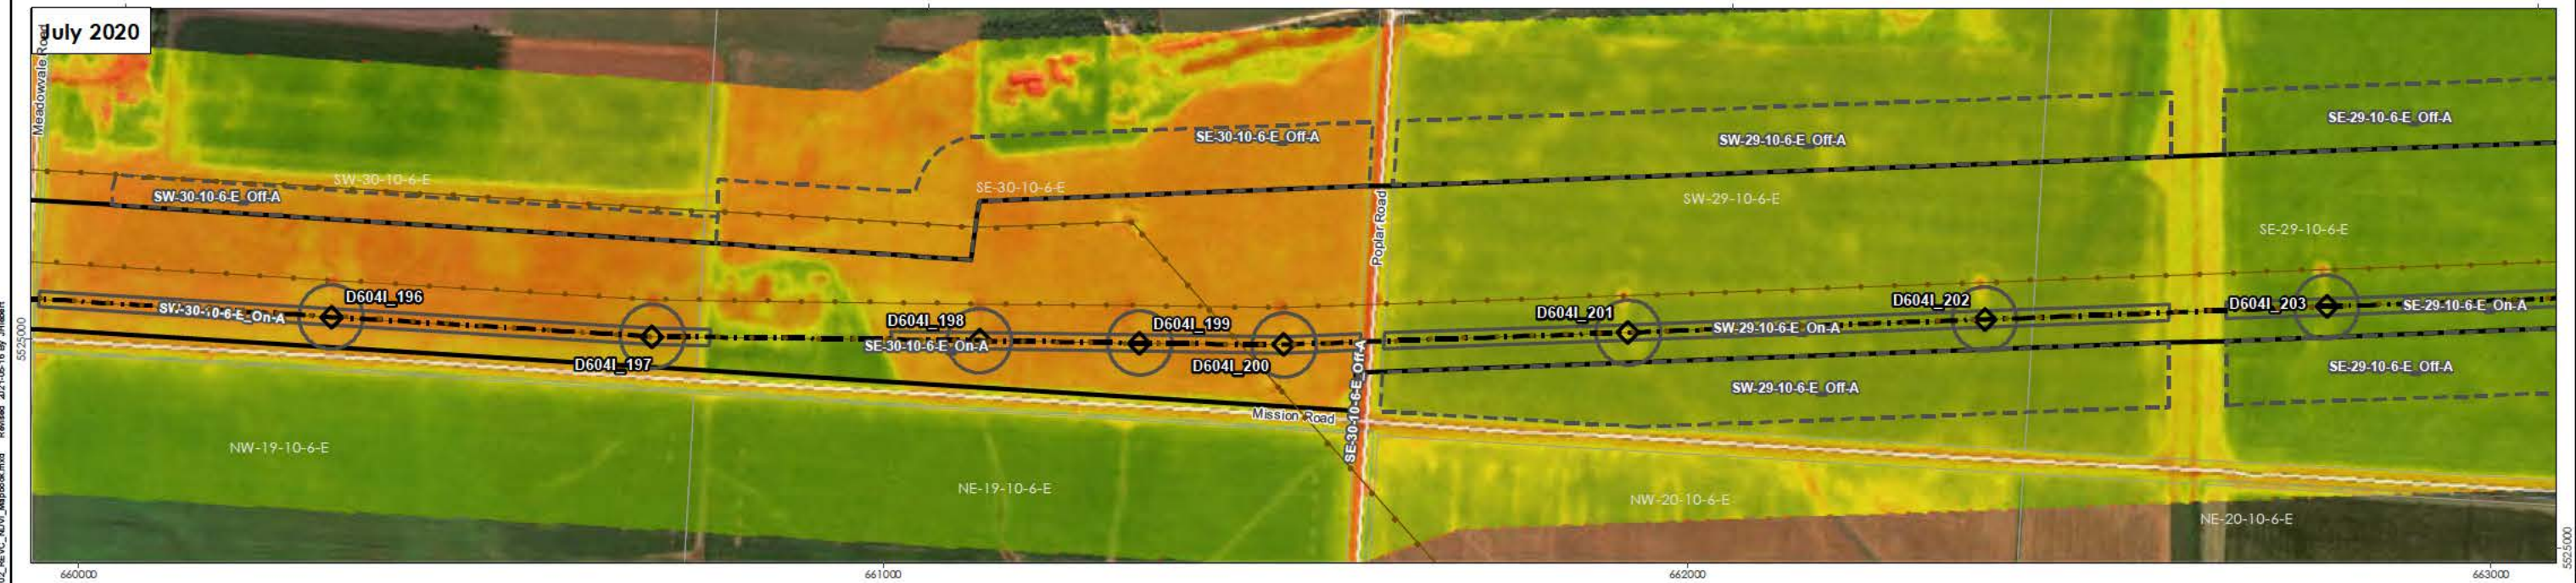 July 2020
Meadowvale Road
SE-29-10-6-E_Off-A
SE-30-10-6-E_Off-A
SW-29-10-6-E_Off-A
SW-30-10-6-E
SE-30-10-6-E
SW-30-10-6-E_Off-A
SW-29-10-6-E
Poplar Road
SE-29-10-6-E
D604I_196
D604I_203
SE-29-10-6-E_On-A
D604I_202
SW-30-10-6-E_On-A
D604I_201
D604I_198
D604I_199
SW-29-10-6-E_On-A
SE-30-10-6-E_On-A
D604I_197
D604I_200
SE-29-10-6-E_Off-A
SW-29-10-6-E_Off-A
SE-30-10-6-E_Off-A
Mission Road
NW-19-10-6-E
NE-19-10-6-E
NW-20-10-6-E
NE-20-10-6-E
5525000
5525000
660000
661000
662000
663000